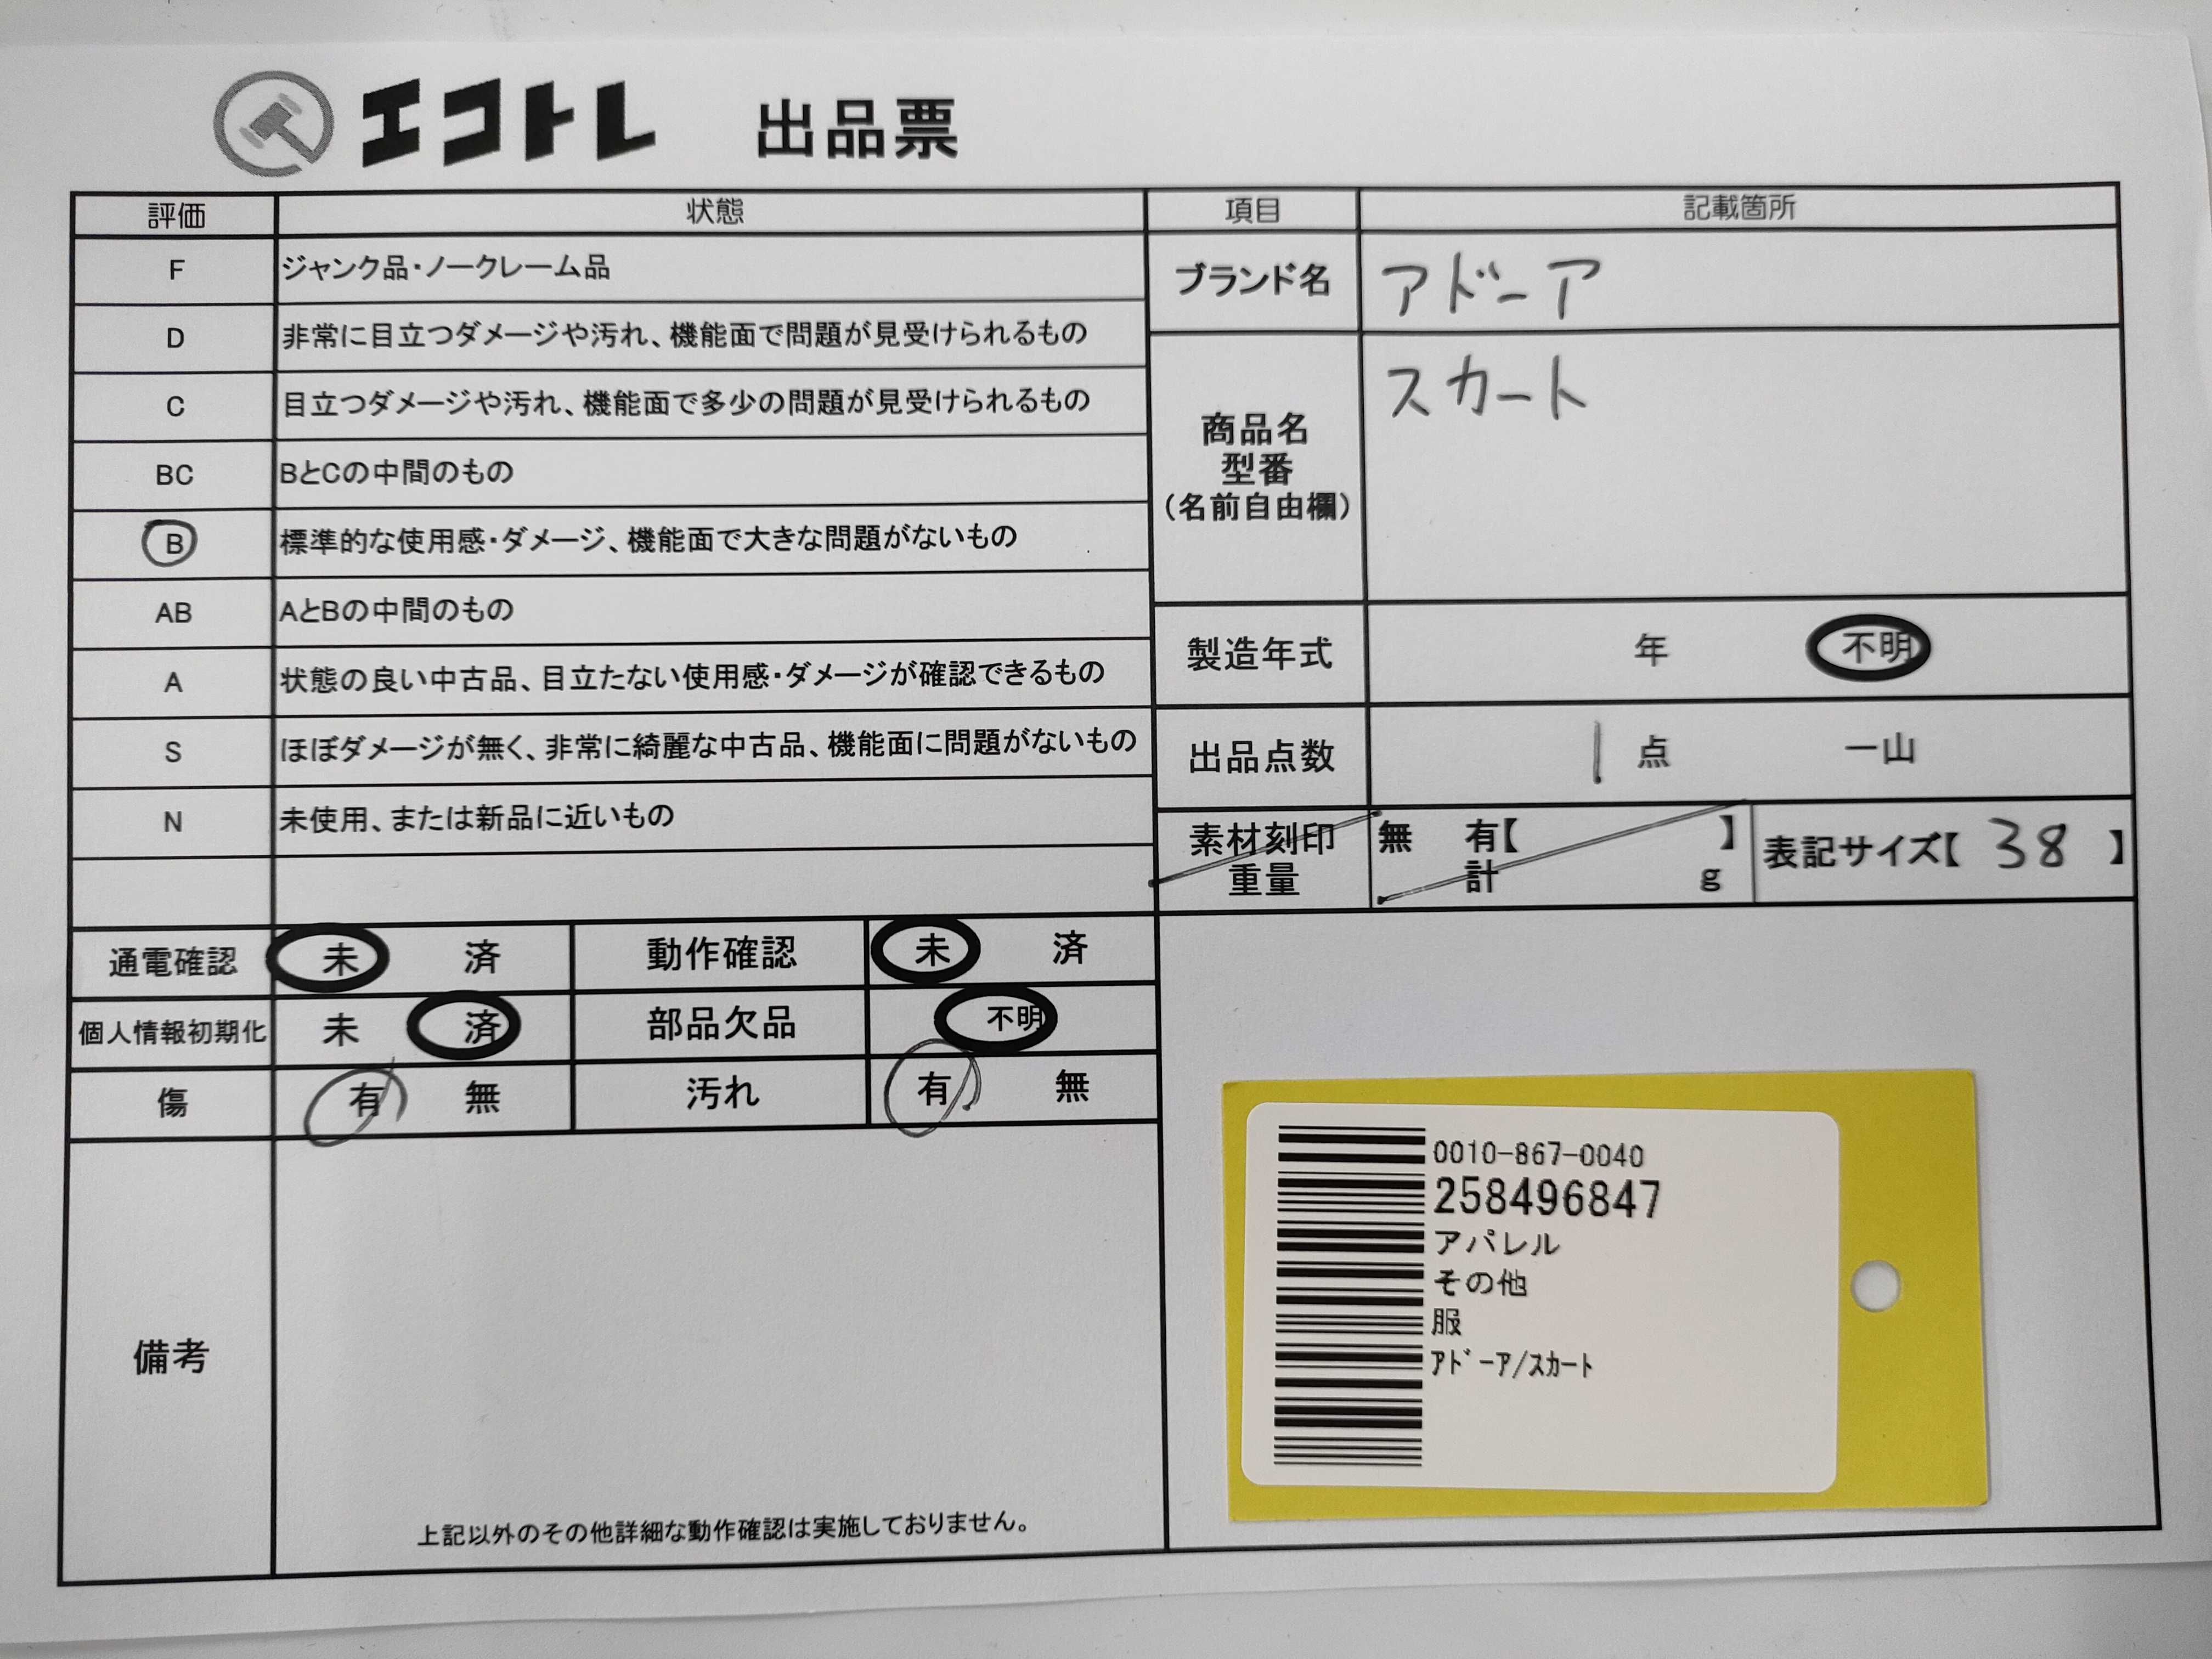 エコトレ 出品票
評価 状態
F ジャンク品・ノークレーム品
D 非常に目立つダメージや汚れ、機能面で問題が見受けられるもの
C 目立つダメージや汚れ、機能面で多少の問題が見受けられるもの
BC BとCの中間のもの
B 標準的な使用感・ダメージ、機能面で大きな問題がないもの
AB AとBの中間のもの
A 状態の良い中古品、目立たない使用感・ダメージが確認できるもの
S ほぼダメージが無く、非常に綺麗な中古品、機能面に問題がないもの
N 未使用、または新品に近いもの
通電確認 未 済 動作確認 未 済
個人情報初期化 未 済 部品欠品 不明
傷 有 無 汚れ 有 無
備考
上記以外のその他詳細な動作確認は実施しておりません。
項目 記載箇所
ブランド名 アドーア
商品名
型番
（名前自由欄）
スカート
製造年式 年 不明
出品点数 1 点 一山
素材刻印 無 有【 】
重量 計 g
表記サイズ【 38 】
0010-867-0040
258496847
アパレル
その他
服
ｱﾄﾞｰｱ/ｽｶｰﾄ